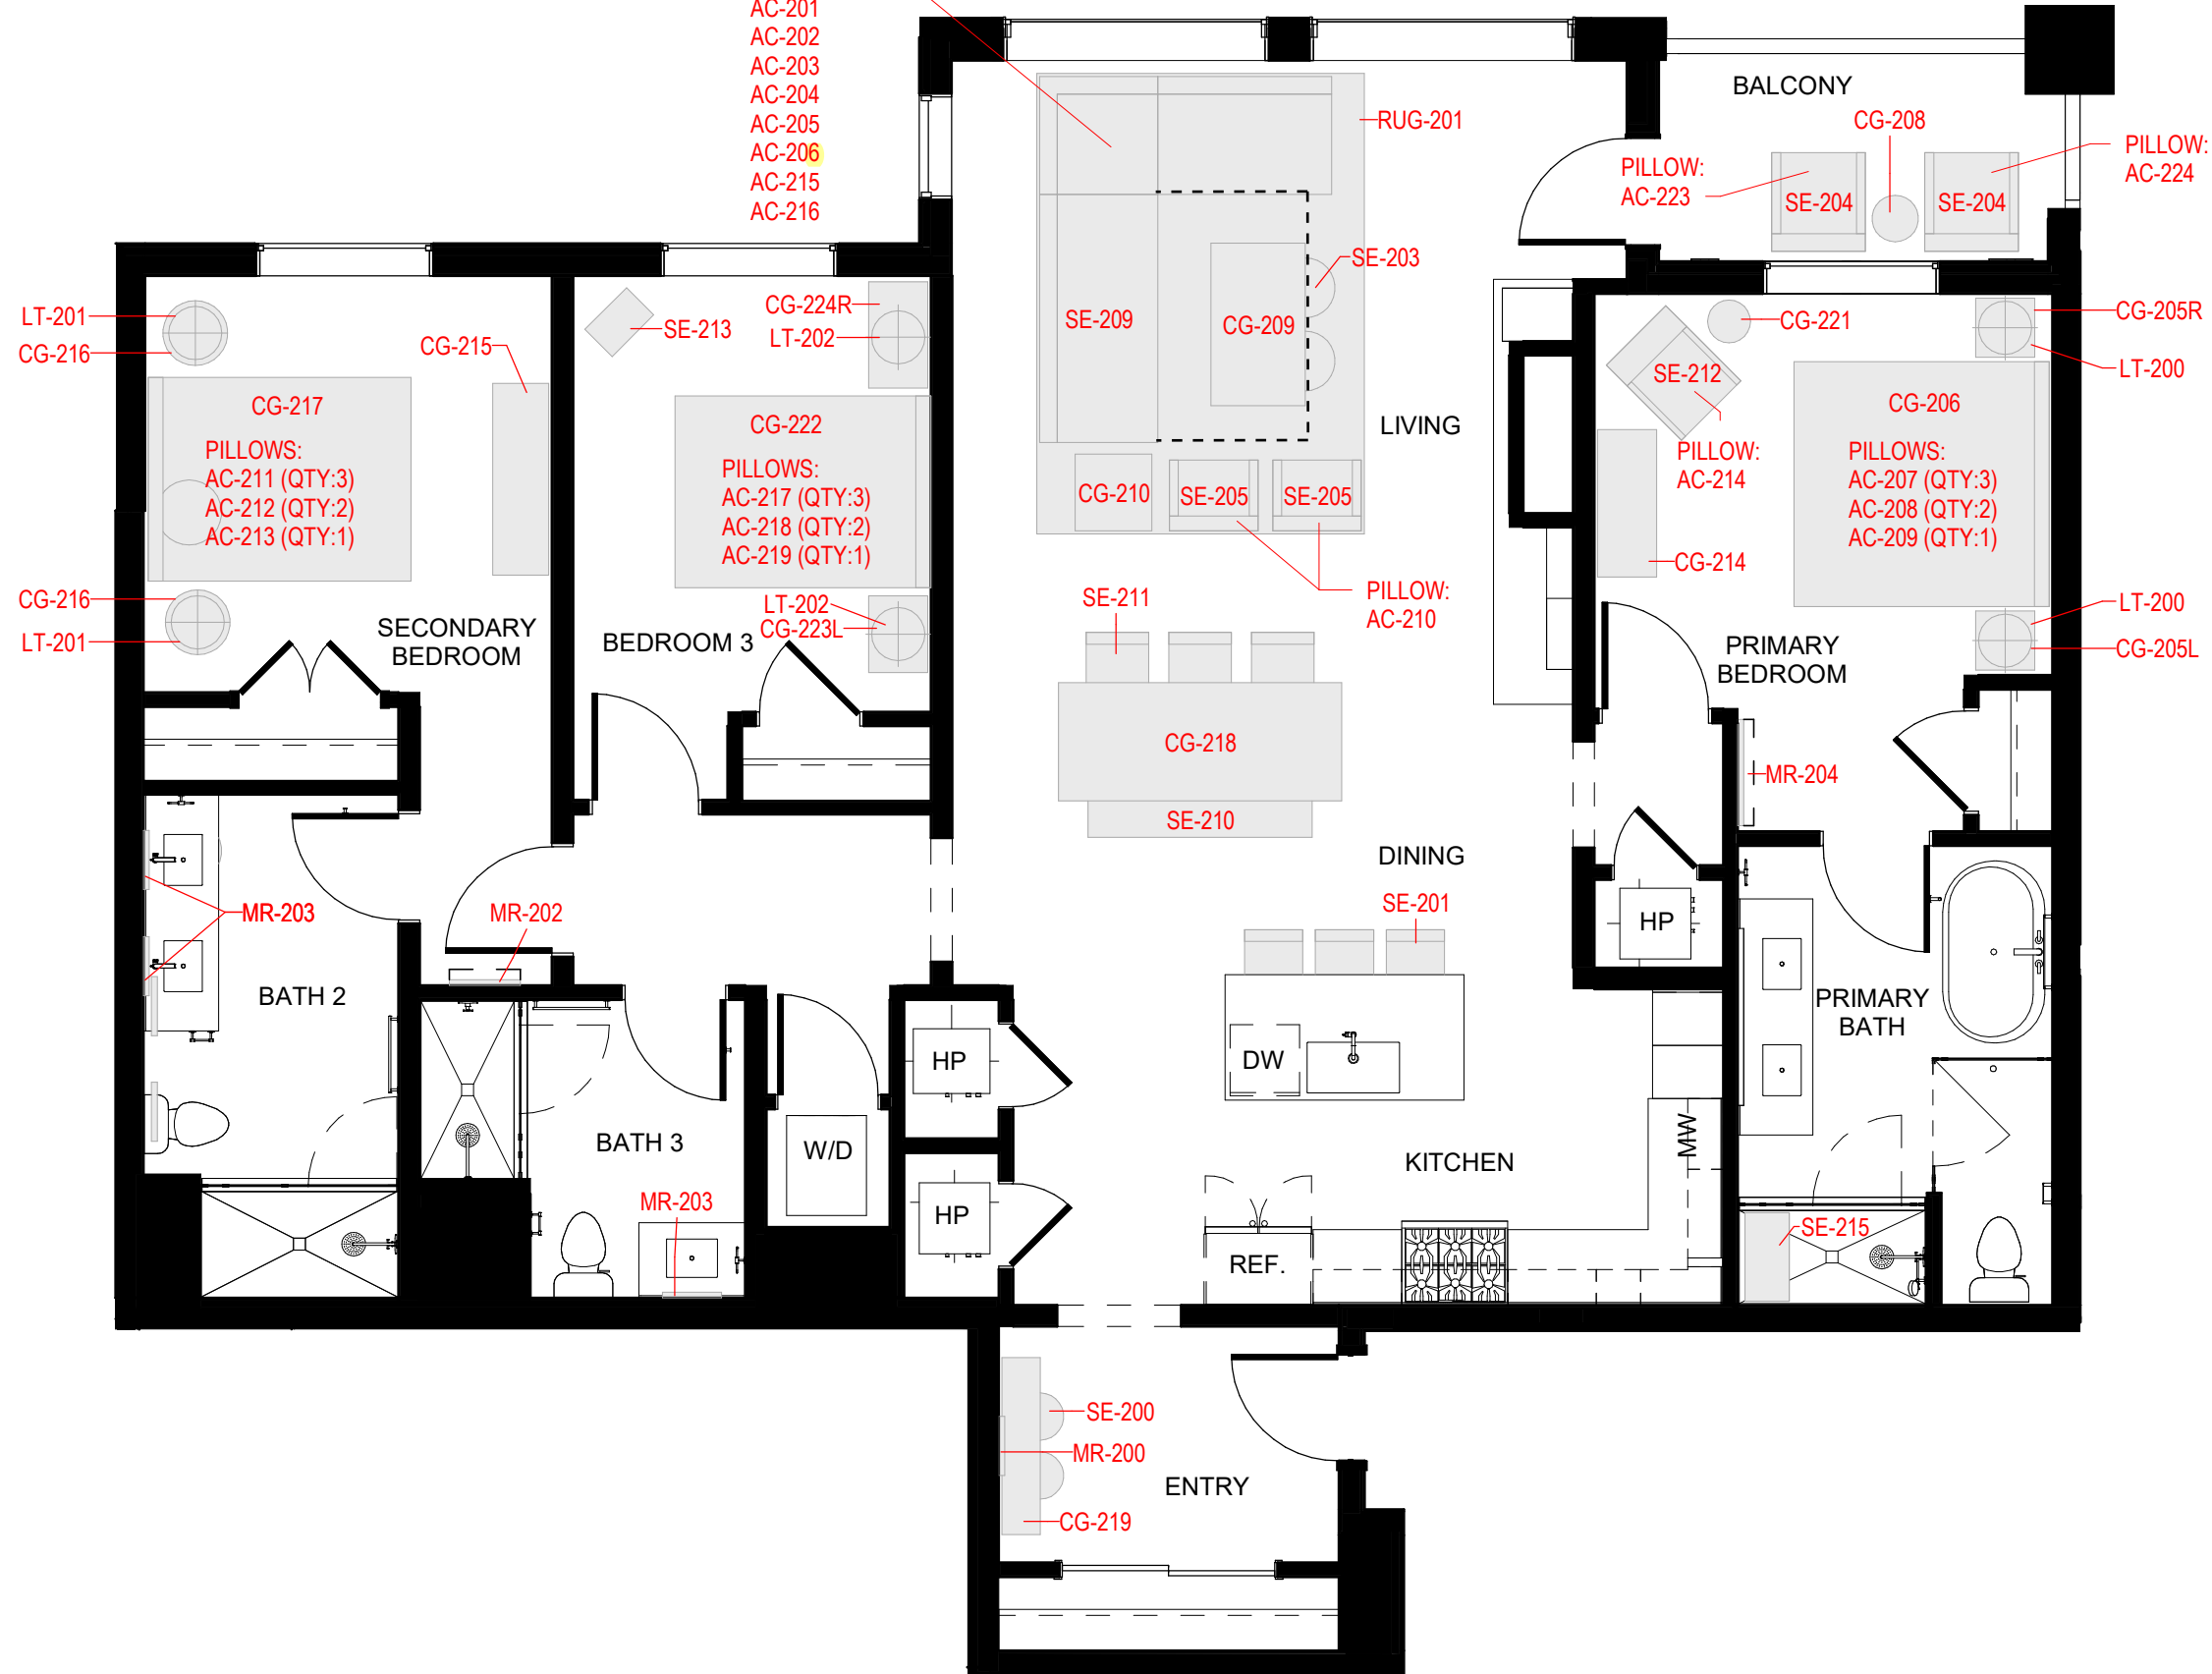 AC-201
AC-202
AC-203
AC-204
AC-205
AC-206
AC-215
AC-216
RUG-201
BALCONY
CG-208
PILLOW:
AC-223
PILLOW:
AC-224
SE-204
SE-204
SE-203
SE-209
CG-209
LIVING
CG-210
SE-205
SE-205
PILLOW:
AC-210
LT-201
CG-216
CG-215
CG-217
PILLOWS:
AC-211 (QTY:3)
AC-212 (QTY:2)
AC-213 (QTY:1)
CG-216
LT-201
SECONDARY
BEDROOM
SE-213
CG-224R
LT-202
CG-222
PILLOWS:
AC-217 (QTY:3)
AC-218 (QTY:2)
AC-219 (QTY:1)
LT-202
CG-223L
BEDROOM 3
CG-221
CG-205R
LT-200
SE-212
PILLOW:
AC-214
CG-206
PILLOWS:
AC-207 (QTY:3)
AC-208 (QTY:2)
AC-209 (QTY:1)
CG-214
LT-200
CG-205L
PRIMARY
BEDROOM
MR-204
SE-211
CG-218
SE-210
DINING
SE-201
HP
MR-203
MR-202
BATH 2
BATH 3
MR-203
W/D
HP
HP
DW
KITCHEN
MW
REF.
PRIMARY
BATH
SE-215
SE-200
MR-200
ENTRY
CG-219